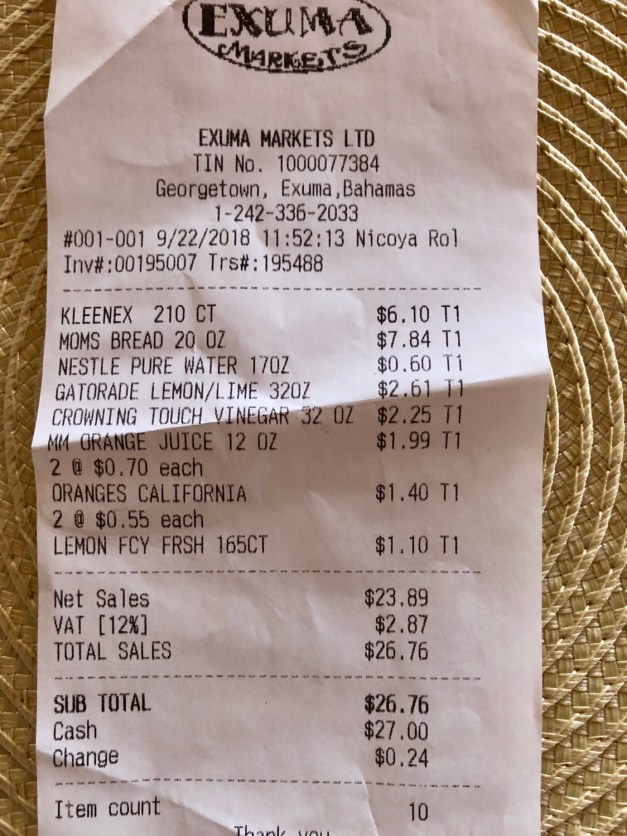 EXUMA
MARKETS
EXUMA MARKETS LTD
TIN No. 1000077384
Georgetown, Exuma,Bahamas
1-242-336-2033
#001-001 9/22/2018 11:52:13 Nicoya Rol
Inv#:00195007 Trs#:195488
KLEENEX 210 CT $6.10 T1
MOMS BREAD 20 OZ $7.84 T1
NESTLE PURE WATER 17OZ $0.60 T1
GATORADE LEMON/LIME 32OZ $2.61 T1
CROWNING TOUCH VINEGAR 32 OZ $2.25 T1
MM ORANGE JUICE 12 OZ $1.99 T1
2 @ $0.70 each
ORANGES CALIFORNIA $1.40 T1
2 @ $0.55 each
LEMON FCY FRSH 165CT $1.10 T1
Net Sales $23.89
VAT [12%] $2.87
TOTAL SALES $26.76
SUB TOTAL $26.76
Cash $27.00
Change $0.24
Item count 10
Thank you